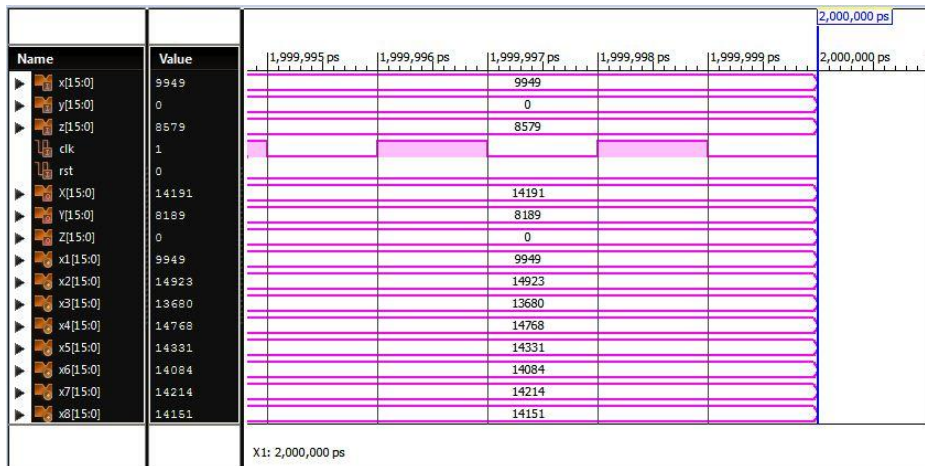 2,000,000 ps
Name Value 1,999,995 ps 1,999,996 ps 1,999,997 ps 1,999,998 ps 1,999,999 ps 2,000,000 ps
x[15:0] 9949 9949
y[15:0] 0 0
z[15:0] 8579 8579
clk 1
rst 0
X[15:0] 14191 14191
Y[15:0] 8189 8189
Z[15:0] 0 0
x1[15:0] 9949 9949
x2[15:0] 14923 14923
x3[15:0] 13680 13680
x4[15:0] 14768 14768
x5[15:0] 14331 14331
x6[15:0] 14084 14084
x7[15:0] 14214 14214
x8[15:0] 14151 14151
X1: 2,000,000 ps